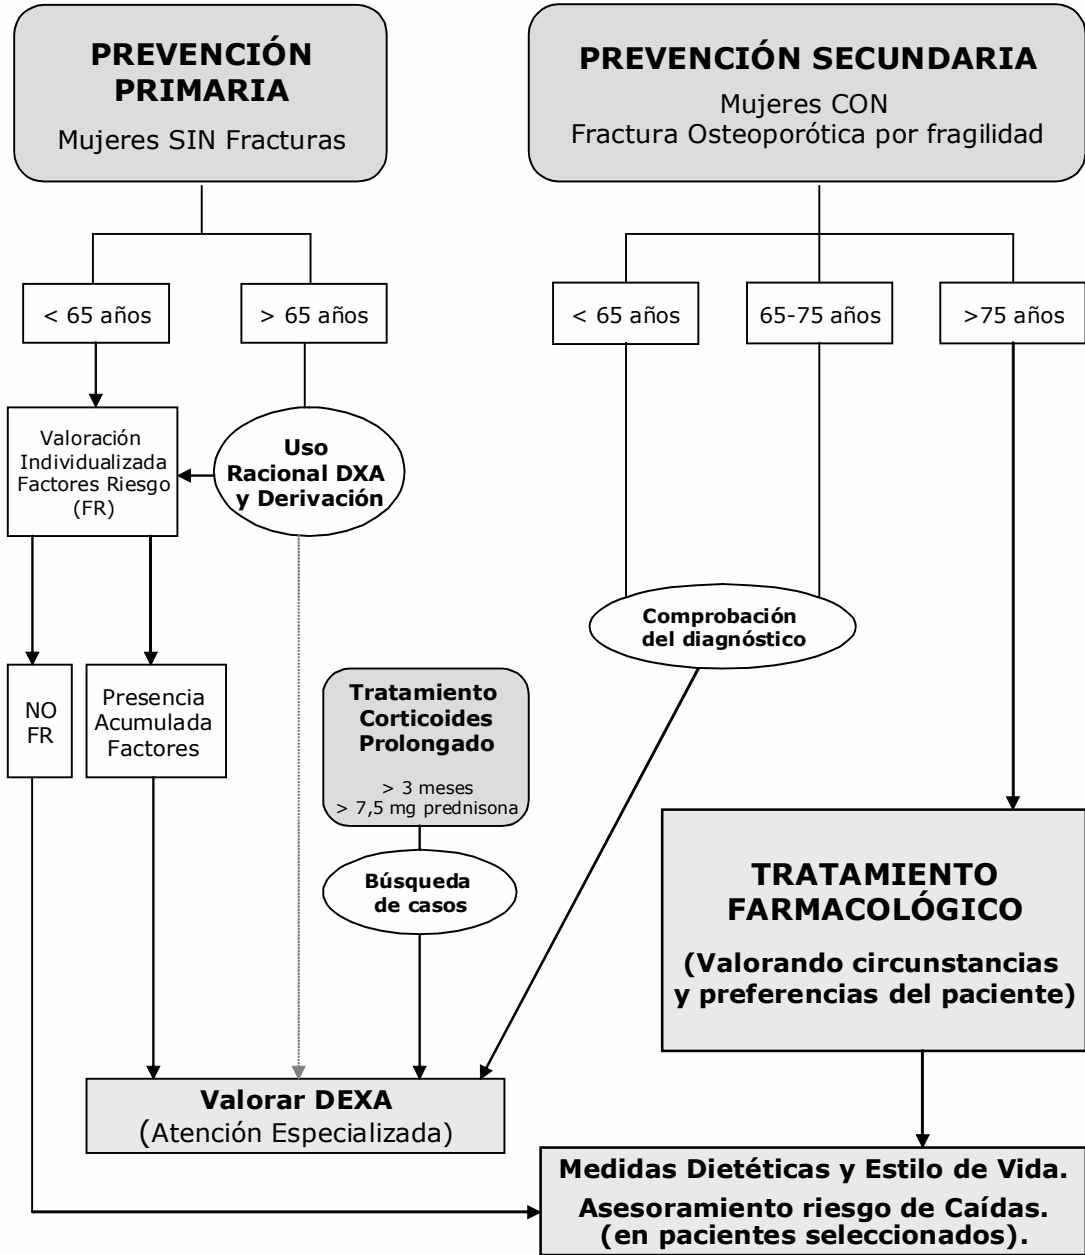 PREVENCIÓN
PRIMARIA
Mujeres SIN Fracturas
PREVENCIÓN SECUNDARIA
Mujeres CON
Fractura Osteoporótica por fragilidad
< 65 años
> 65 años
< 65 años
65-75 años
>75 años
Valoración
Individualizada
Factores Riesgo
(FR)
Uso
Racional DXA
y Derivación
Comprobación
del diagnóstico
NO
FR
Presencia
Acumulada
Factores
Tratamiento
Corticoides
Prolongado
> 3 meses
> 7,5 mg prednisona
Búsqueda
de casos
TRATAMIENTO
FARMACOLÓGICO
(Valorando circunstancias
y preferencias del paciente)
Valorar DEXA
(Atención Especializada)
Medidas Dietéticas y Estilo de Vida.
Asesoramiento riesgo de Caídas.
(en pacientes seleccionados).